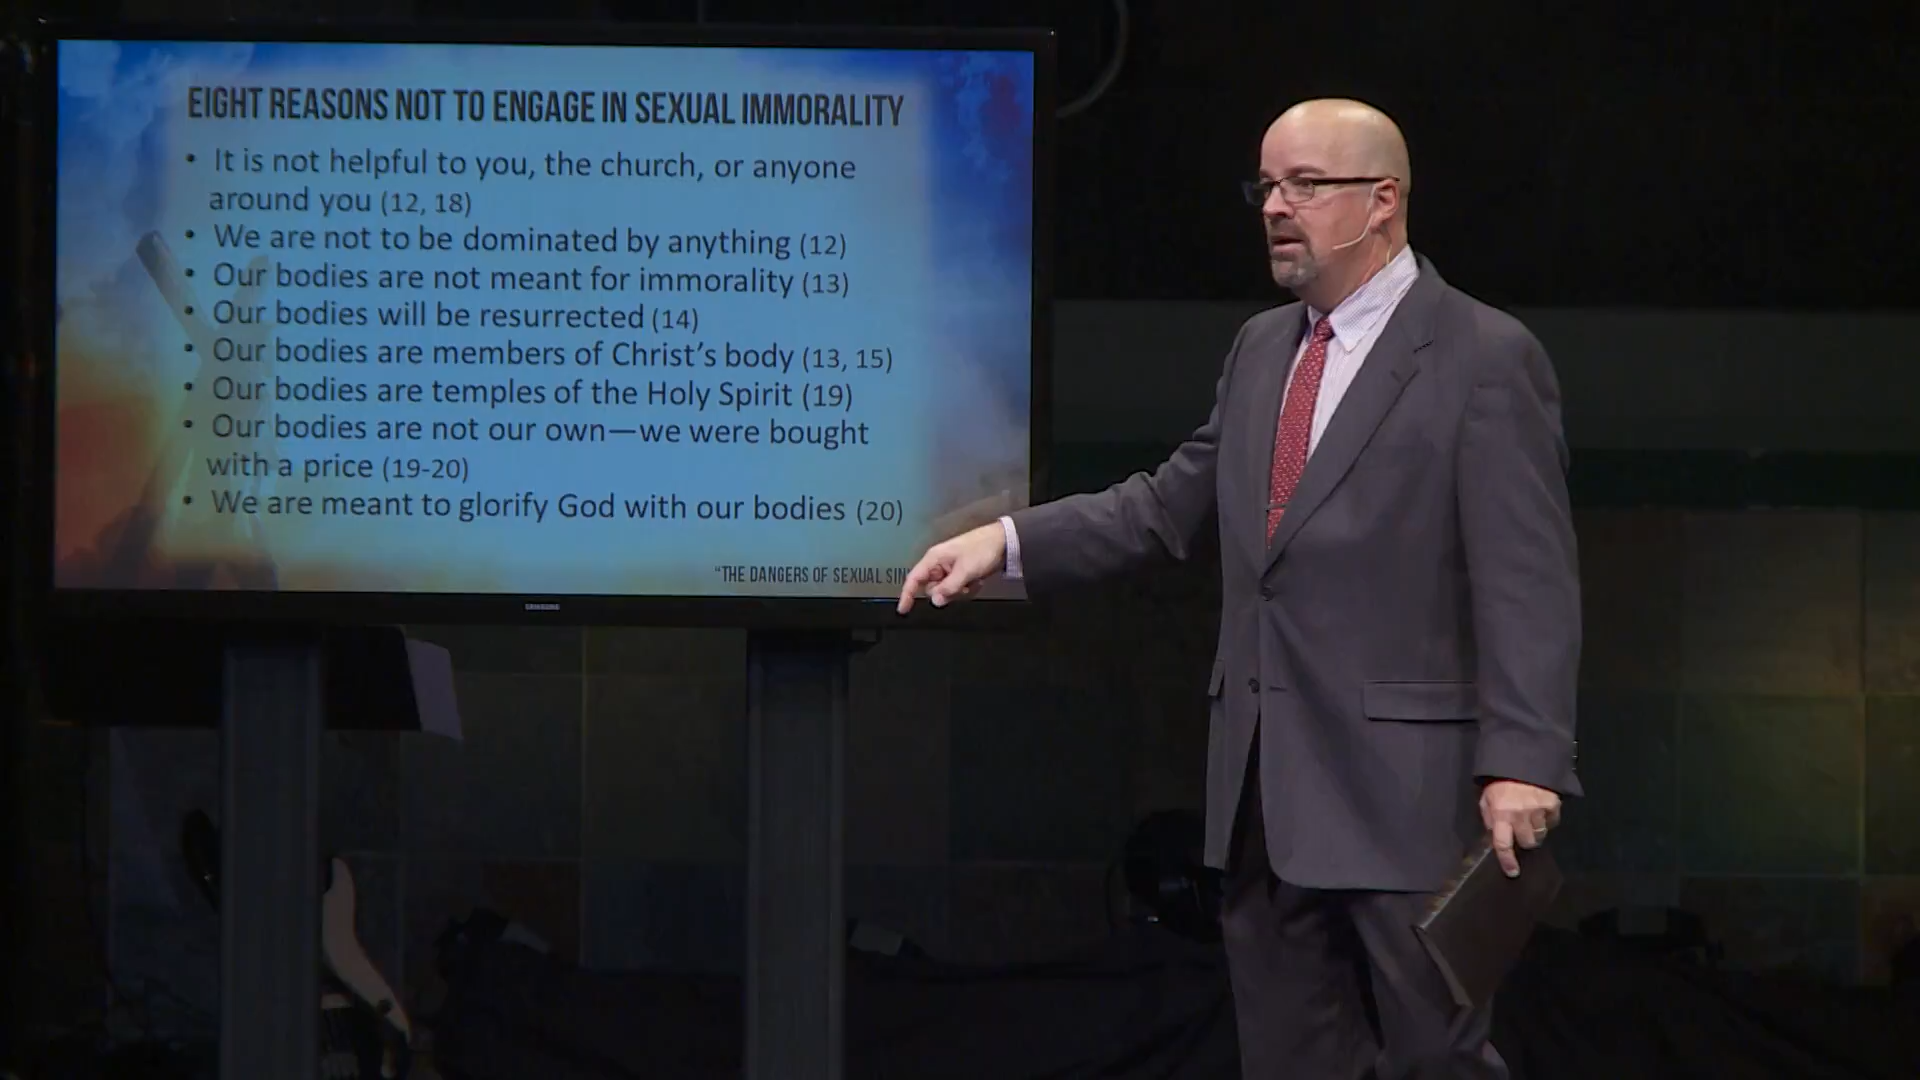 EIGHT REASONS NOT TO ENGAGE IN SEXUAL IMMORALITY
• It is not helpful to you, the church, or anyone
around you (12, 18)
• We are not to be dominated by anything (12)
• Our bodies are not meant for immorality (13)
• Our bodies will be resurrected (14)
• Our bodies are members of Christ’s body (13, 15)
• Our bodies are temples of the Holy Spirit (19)
• Our bodies are not our own—we were bought
with a price (19-20)
• We are meant to glorify God with our bodies (20)
“THE DANGERS OF SEXUAL SIN”
SAMSUNG